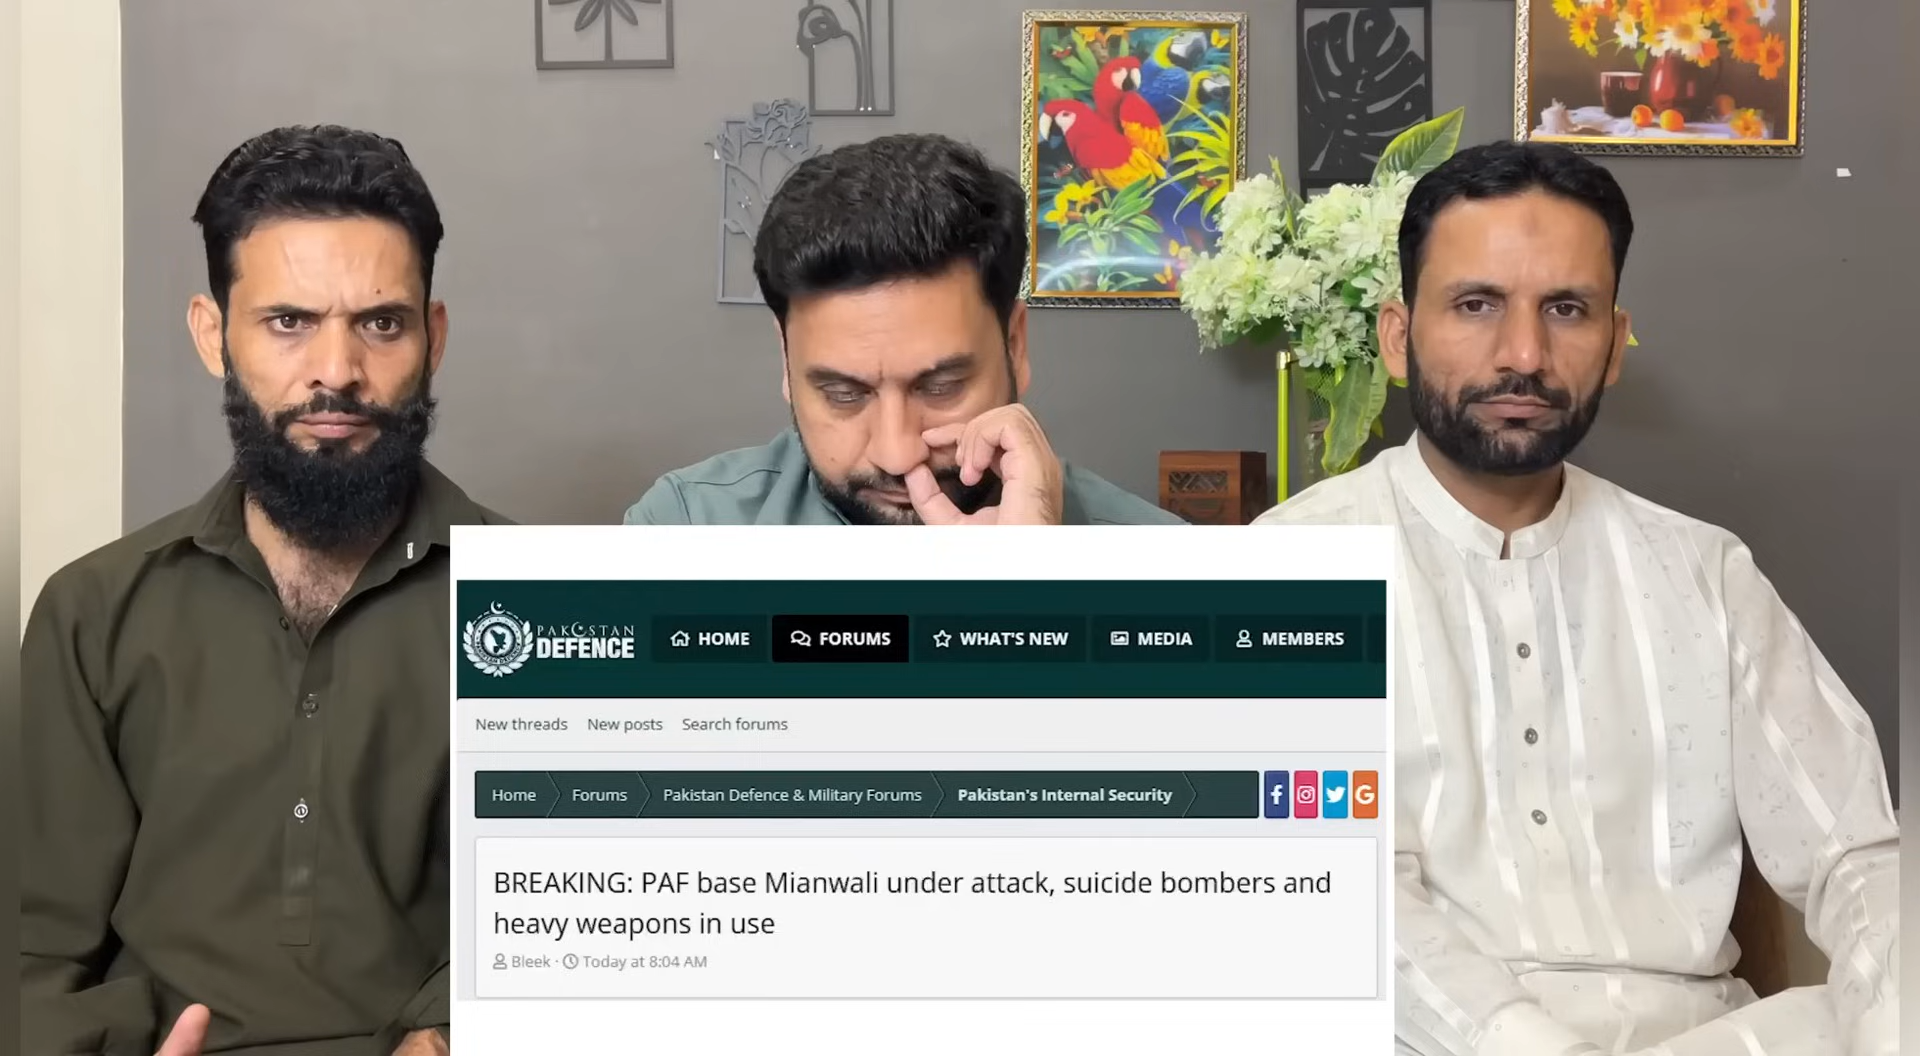 PAKISTAN
DEFENCE
HOME
FORUMS
WHAT'S NEW
MEDIA
MEMBERS
New threads New posts Search forums
Home Forums Pakistan Defence & Military Forums Pakistan's Internal Security
BREAKING: PAF base Mianwali under attack, suicide bombers and
heavy weapons in use
Bleek · Today at 8:04 AM